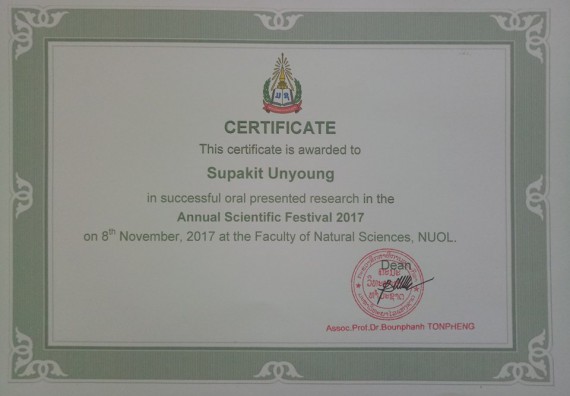 CERTIFICATE
This certificate is awarded to
Supakit Unyoung
in successful oral presented research in the
Annual Scientific Festival 2017
on 8th November, 2017 at the Faculty of Natural Sciences, NUOL.
Dean
Assoc.Prof.Dr.Bounphanh TONPHENG